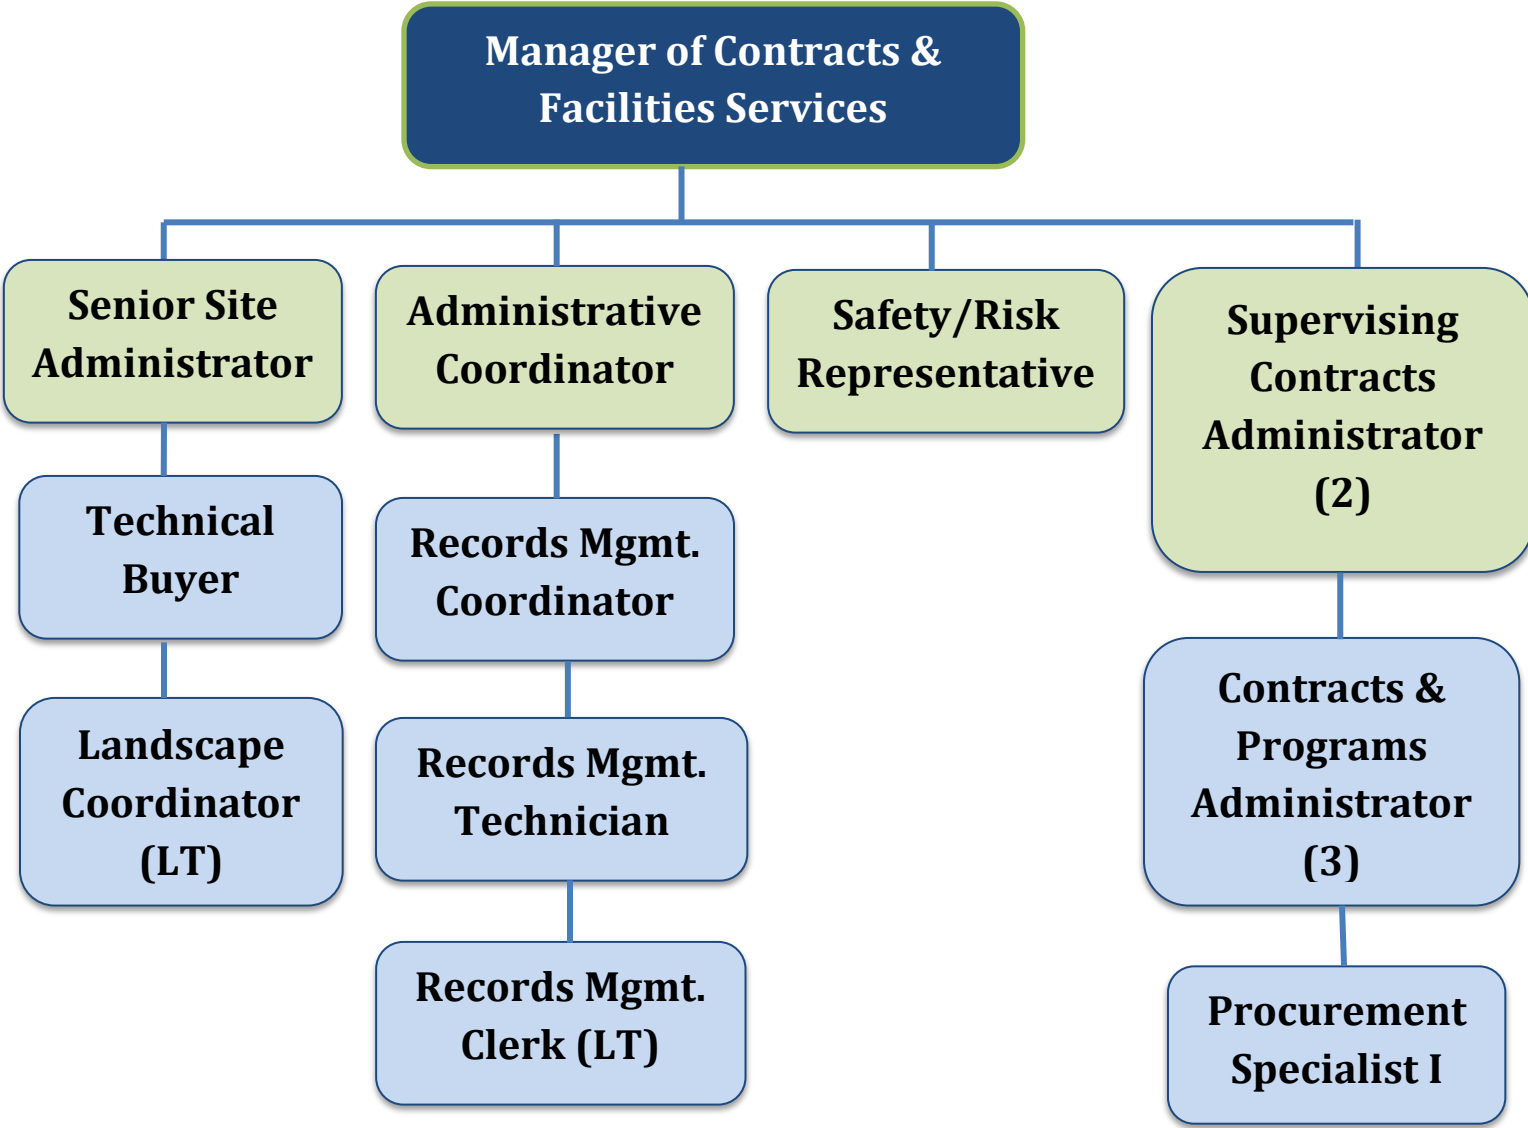 Manager of Contracts &
Facilities Services
Senior Site
Administrator
Administrative
Coordinator
Safety/Risk
Representative
Supervising
Contracts
Administrator
(2)
Technical
Buyer
Records Mgmt.
Coordinator
Contracts &
Programs
Administrator
(3)
Landscape
Coordinator
(LT)
Records Mgmt.
Technician
Records Mgmt.
Clerk (LT)
Procurement
Specialist I